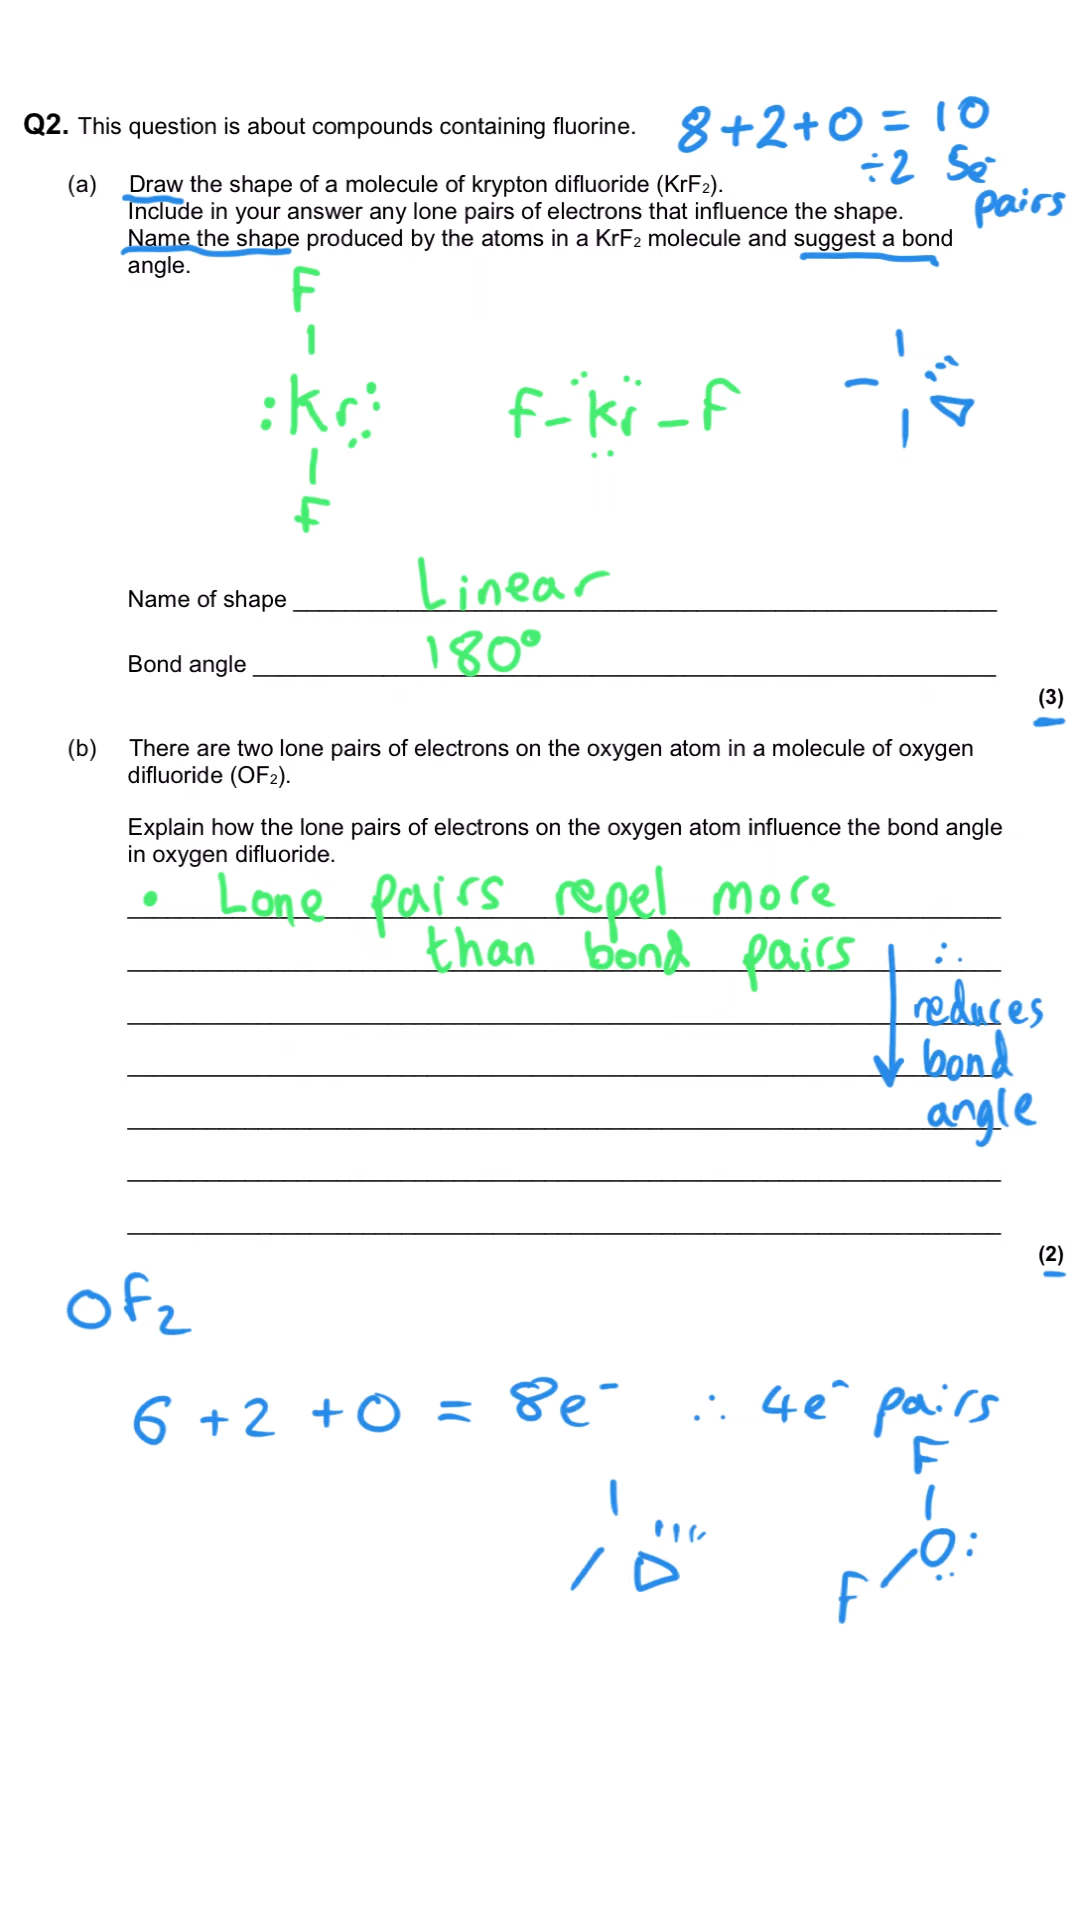 Q2. This question is about compounds containing fluorine.
8+2+0 = 10
÷2 5e⁻
pairs
(a) Draw the shape of a molecule of krypton difluoride (KrF₂).
Include in your answer any lone pairs of electrons that influence the shape.
Name the shape produced by the atoms in a KrF₂ molecule and suggest a bond
angle.
F
:Kr:
F
F-Kr-F
Name of shape Linear
Bond angle 180°
(3)
(b) There are two lone pairs of electrons on the oxygen atom in a molecule of oxygen
difluoride (OF₂).
Explain how the lone pairs of electrons on the oxygen atom influence the bond angle
in oxygen difluoride.
• Lone pairs repel more
than bond pairs
∴
reduces
bond
angle
(2)
OF₂
6 +2 +0 = 8e⁻ ∴ 4e⁻ pairs
F
O:
F